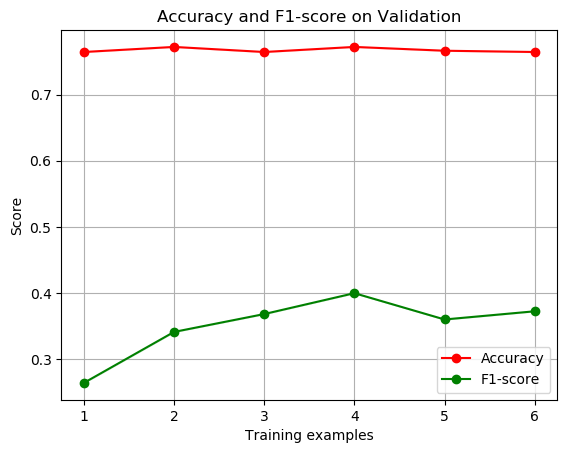 Accuracy and F1-score on Validation
Score
0.7
0.6
0.5
0.4
0.3
Accuracy
F1-score
1 2 3 4 5 6
Training examples